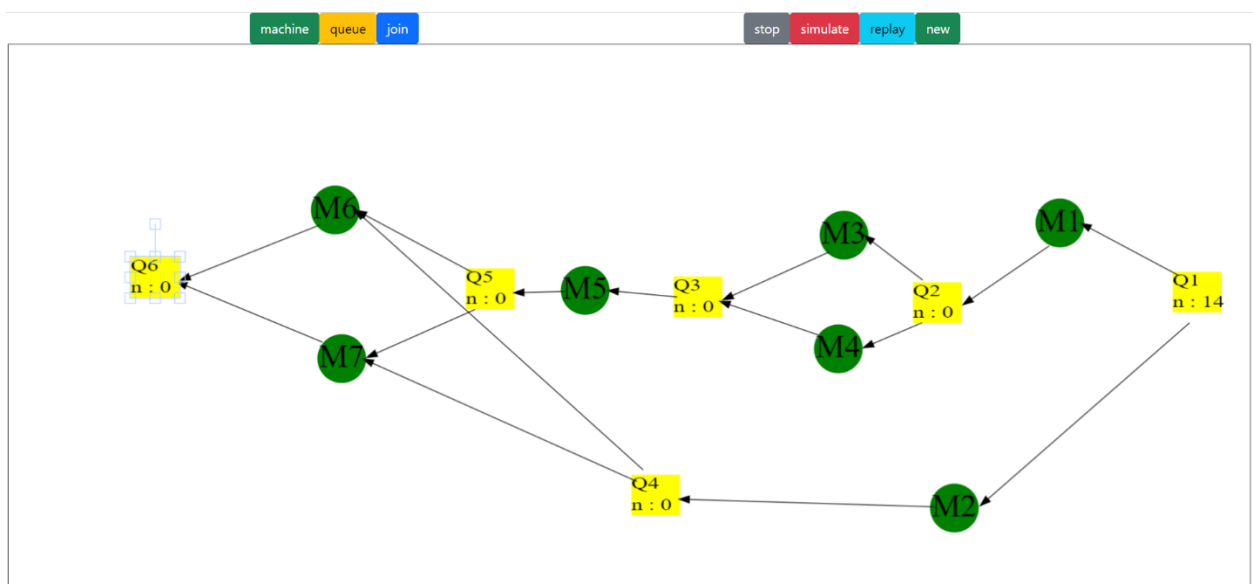 machine queue join stop simulate replay new
M6
M3
M1
Q6
n : 0
Q5
n : 0
M5
Q3
n : 0
Q2
n : 0
Q1
n : 14
M7
M4
Q4
n : 0
M2